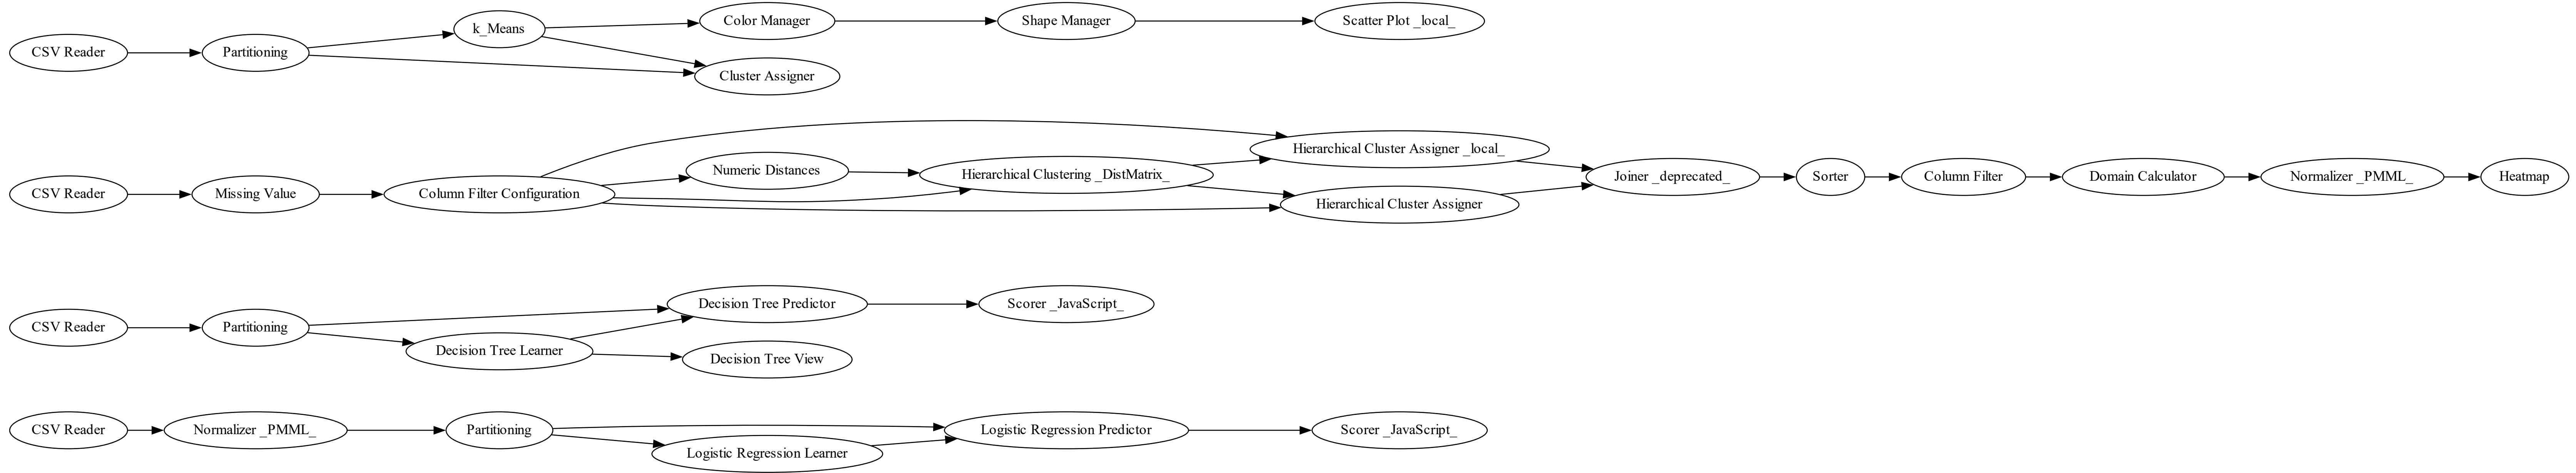 CSV Reader
Partitioning
k_Means
Color Manager
Shape Manager
Scatter Plot _local_
Cluster Assigner
CSV Reader
Missing Value
Column Filter Configuration
Numeric Distances
Hierarchical Clustering _DistMatrix_
Hierarchical Cluster Assigner _local_
Hierarchical Cluster Assigner
Joiner _deprecated_
Sorter
Column Filter
Domain Calculator
Normalizer _PMML_
Heatmap
CSV Reader
Partitioning
Decision Tree Learner
Decision Tree Predictor
Scorer _JavaScript_
Decision Tree View
CSV Reader
Normalizer _PMML_
Partitioning
Logistic Regression Learner
Logistic Regression Predictor
Scorer _JavaScript_